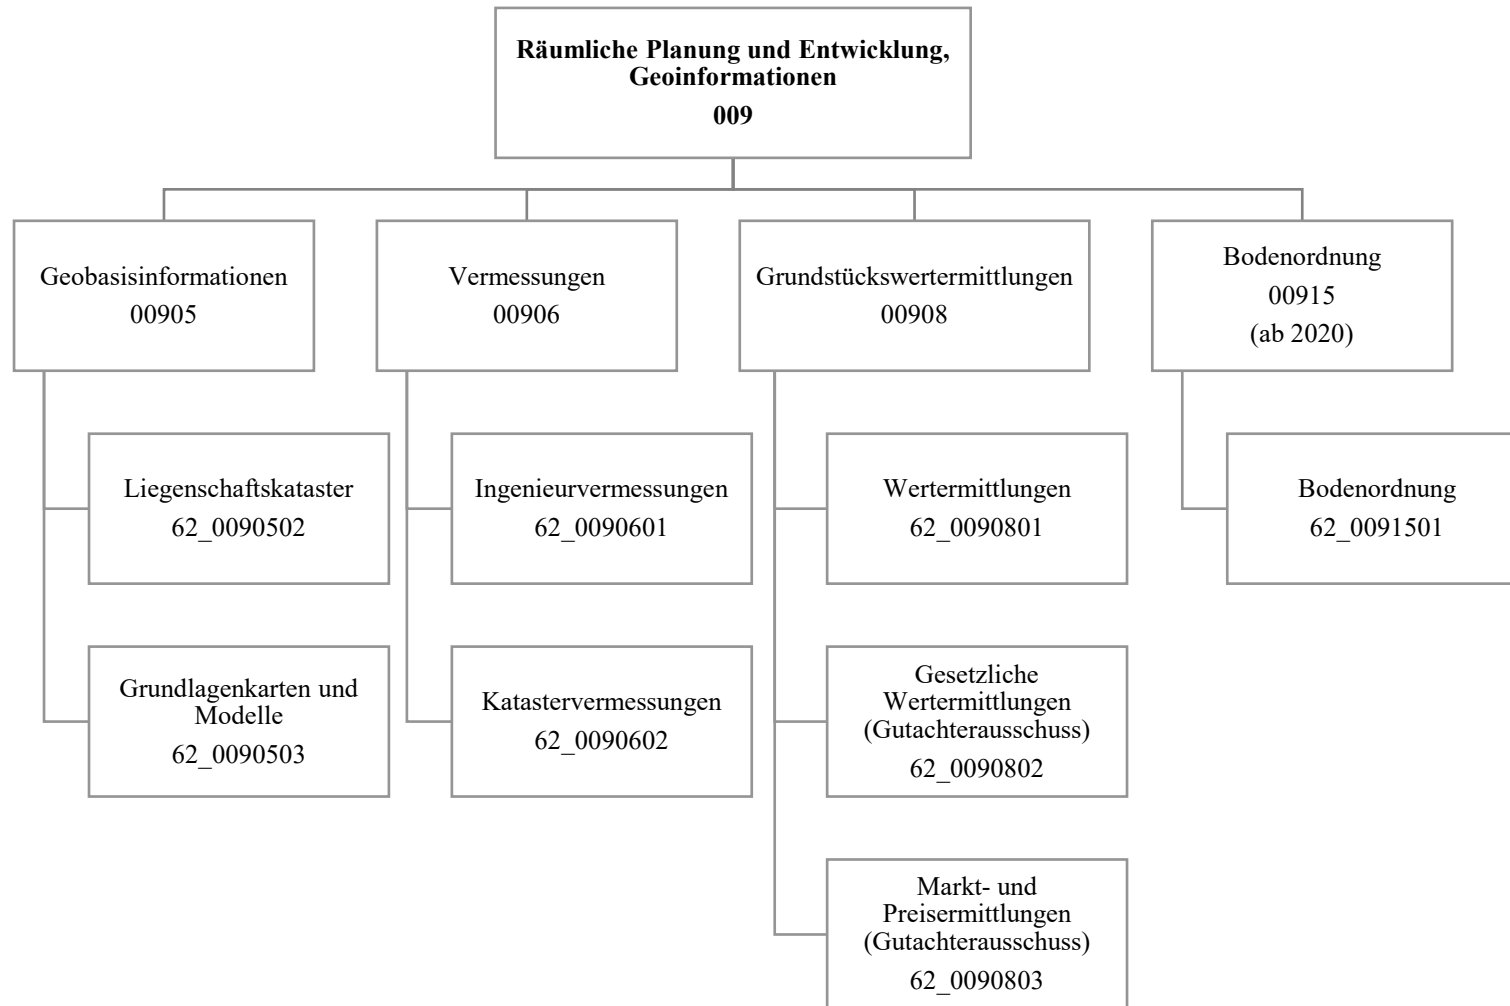 Räumliche Planung und Entwicklung,
Geoinformationen
009
Geobasisinformationen
00905
Vermessungen
00906
Grundstückswertermittlungen
00908
Bodenordnung
00915
(ab 2020)
Liegenschaftskataster
62_0090502
Ingenieurvermessungen
62_0090601
Wertermittlungen
62_0090801
Bodenordnung
62_0091501
Grundlagenkarten und
Modelle
62_0090503
Katastervermessungen
62_0090602
Gesetzliche
Wertermittlungen
(Gutachterausschuss)
62_0090802
Markt- und
Preisermittlungen
(Gutachterausschuss)
62_0090803